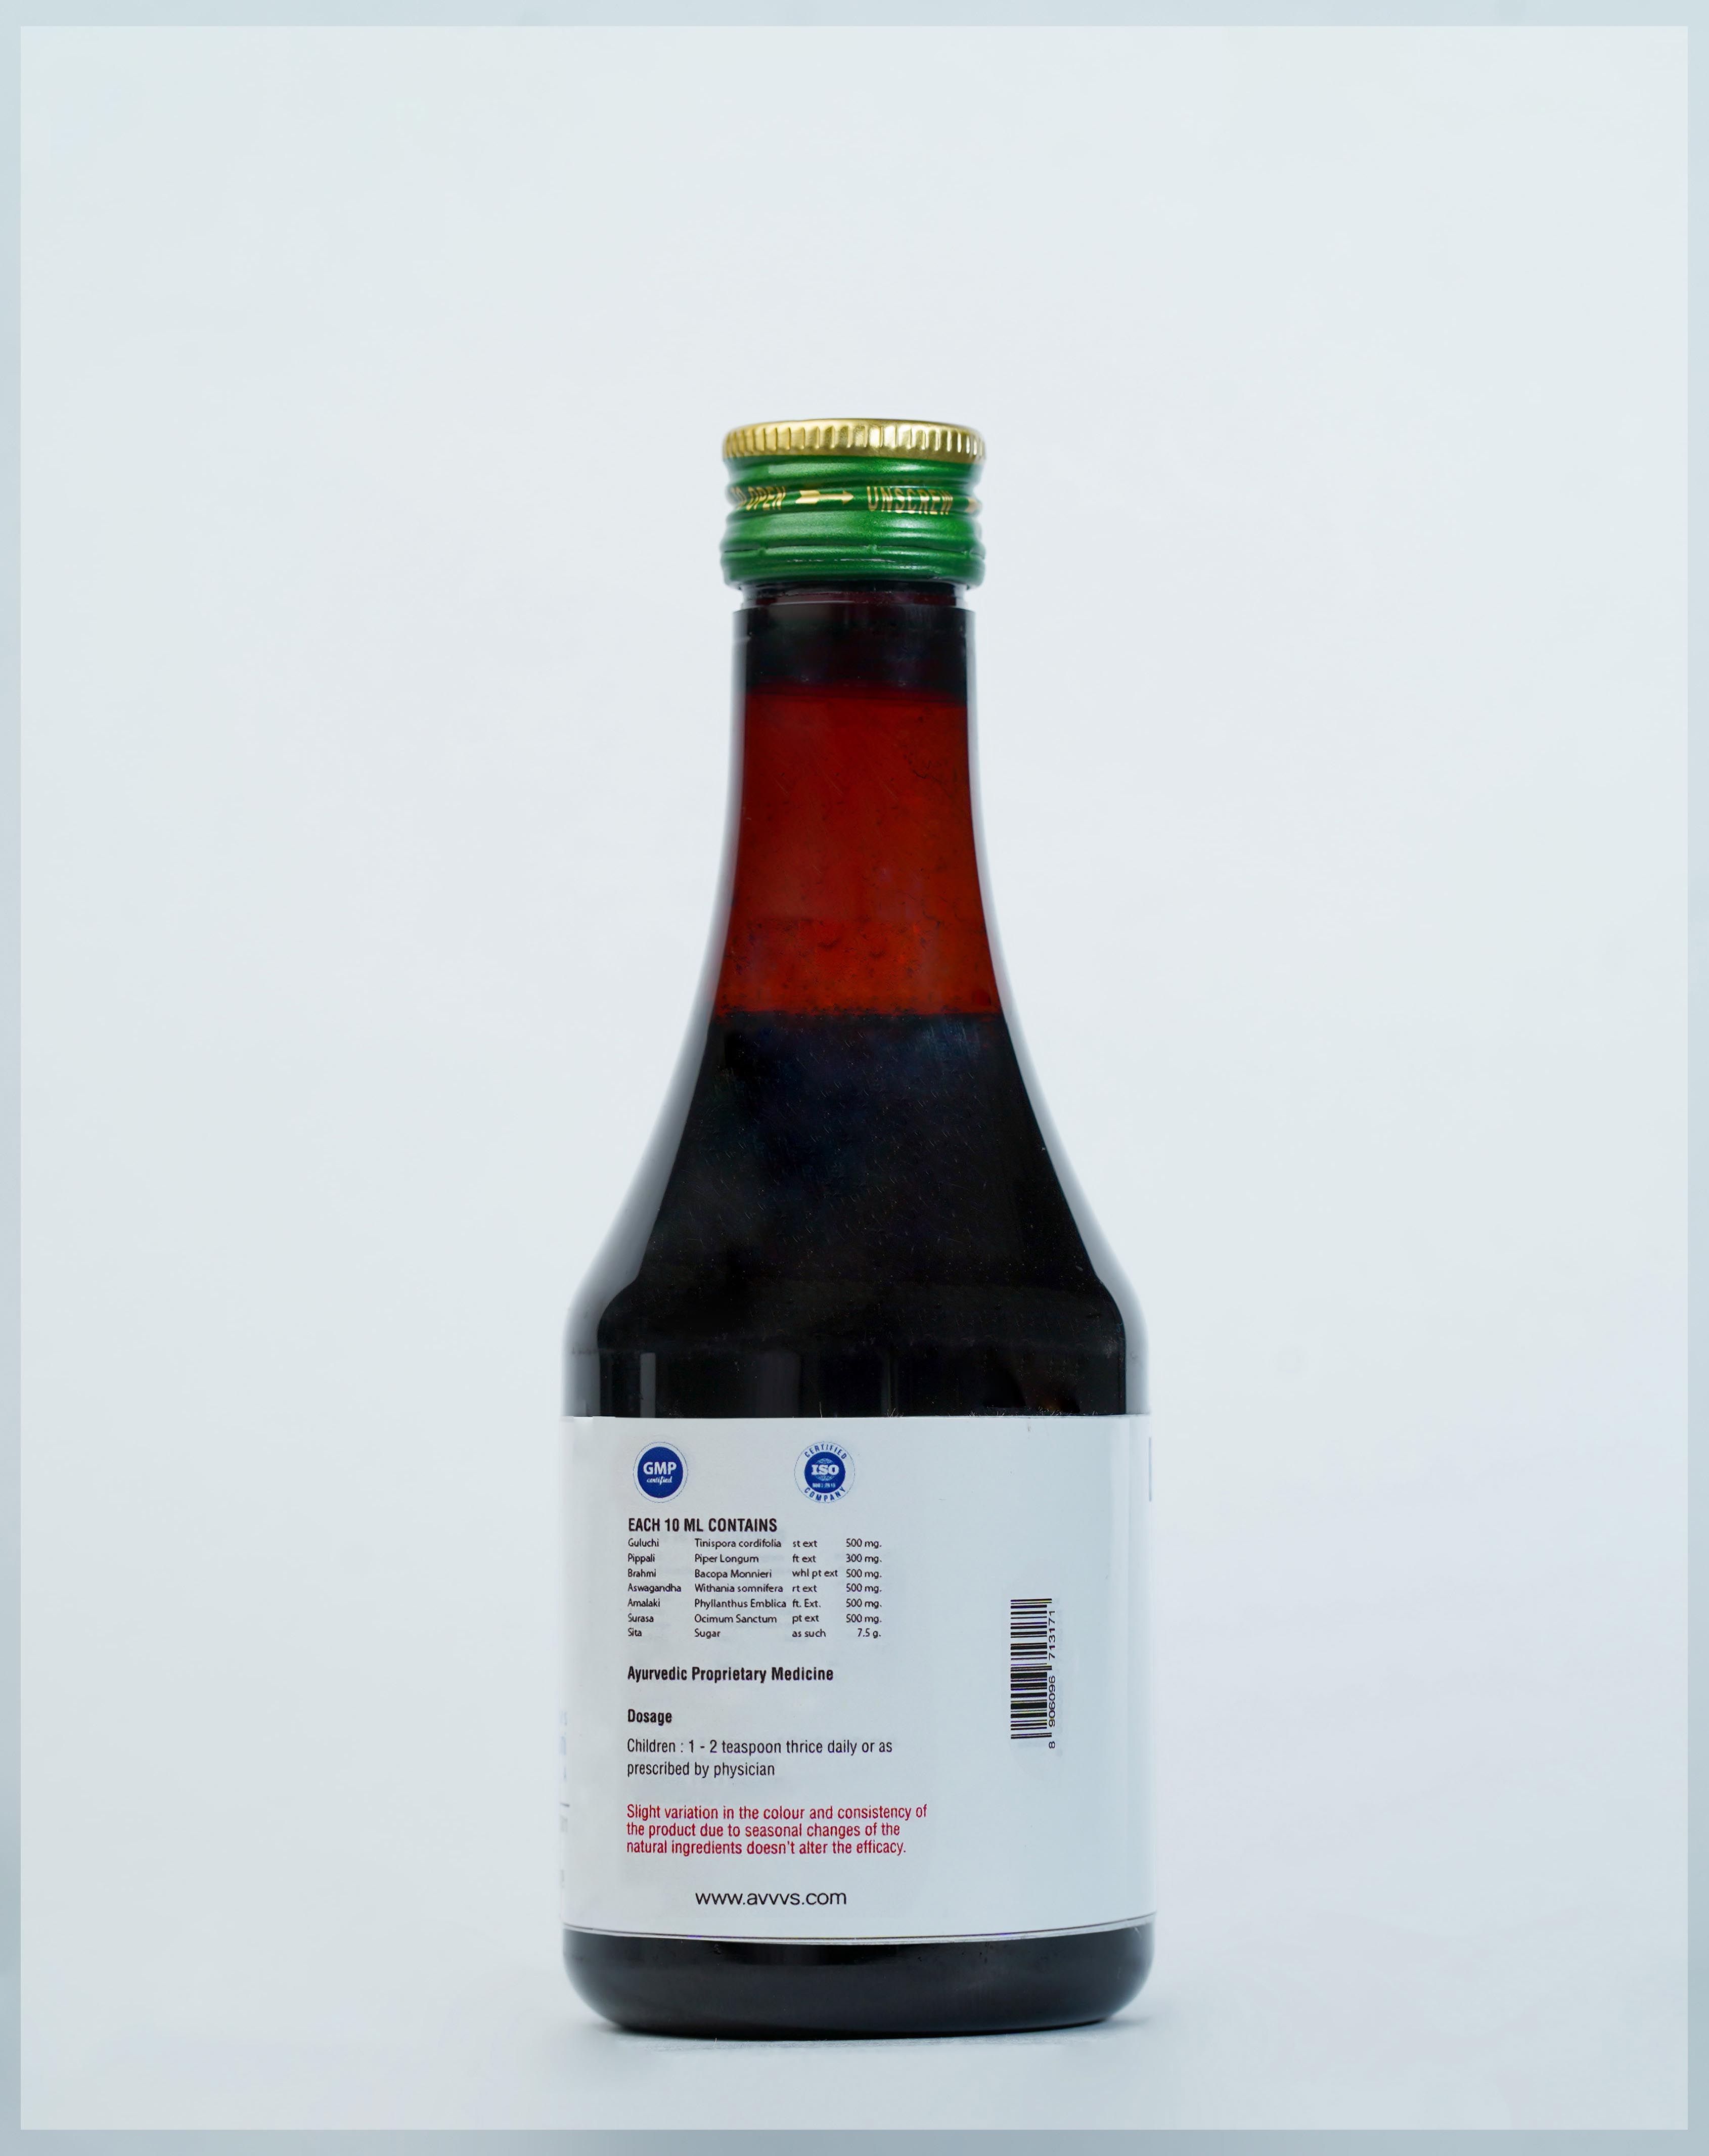 TO OPEN UNSCREW
GMP
certified
CERTIFIED
ISO
9001:2015
COMPANY
EACH 10 ML CONTAINS
Guluchi Tinispora cordifolia st ext 500 mg.
Pippali Piper Longum ft ext 300 mg.
Brahmi Bacopa Monnieri whl pt ext 500 mg.
Aswagandha Withania somnifera rt ext 500 mg.
Amalaki Phyllanthus Emblica ft. Ext. 500 mg.
Surasa Ocimum Sanctum pt ext 500 mg.
Sita Sugar as such 7.5 g.
Ayurvedic Proprietary Medicine
Dosage
Children : 1 - 2 teaspoon thrice daily or as
prescribed by physician
Slight variation in the colour and consistency of
the product due to seasonal changes of the
natural ingredients doesn't alter the efficacy.
www.avvvs.com
8 906096 713171